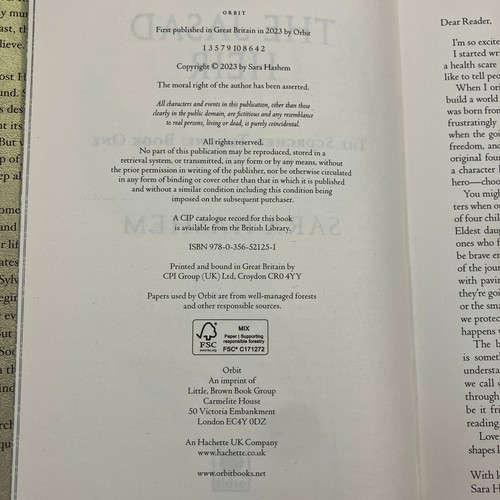 ORBIT
First published in Great Britain in 2023 by Orbit
1 3 5 7 9 10 8 6 4 2
Copyright © 2023 by Sara Hashem
The moral right of the author has been asserted.
All characters and events in this publication, other than those
clearly in the public domain, are fictitious and any resemblance
to real persons, living or dead, is purely coincidental.
All rights reserved.
No part of this publication may be reproduced, stored in a
retrieval system, or transmitted, in any form or by any means, without
the prior permission in writing of the publisher, nor be otherwise circulated
in any form of binding or cover other than that in which it is published
and without a similar condition including this condition being
imposed on the subsequent purchaser.
A CIP catalogue record for this book
is available from the British Library.
ISBN 978-0-356-52125-1
Printed and bound in Great Britain by
CPI Group (UK) Ltd, Croydon CR0 4YY
Papers used by Orbit are from well-managed forests
and other responsible sources.
FSC
www.fsc.org
MIX
Paper | Supporting
responsible forestry
FSC® C171272
Orbit
An imprint of
Little, Brown Book Group
Carmelite House
50 Victoria Embankment
London EC4Y 0DZ
An Hachette UK Company
www.hachette.co.uk
www.orbitbooks.net
Dear Reader,
I'm so excite
I started wri
a health scare
like to tell peo
When I ori
build a world
was born from
frustratingly
when the goi
freedom, and
original four
a character
hero—choo
You migh
ters when ou
of four chil
Eldest daug
ones who f
be brave en
of the jour
with pavin
they're goi
or the sma
we protec
happens w
The b
is someth
understa
we call o
through
be it fri
reading,
Love
shapes l
With lo
Sara H